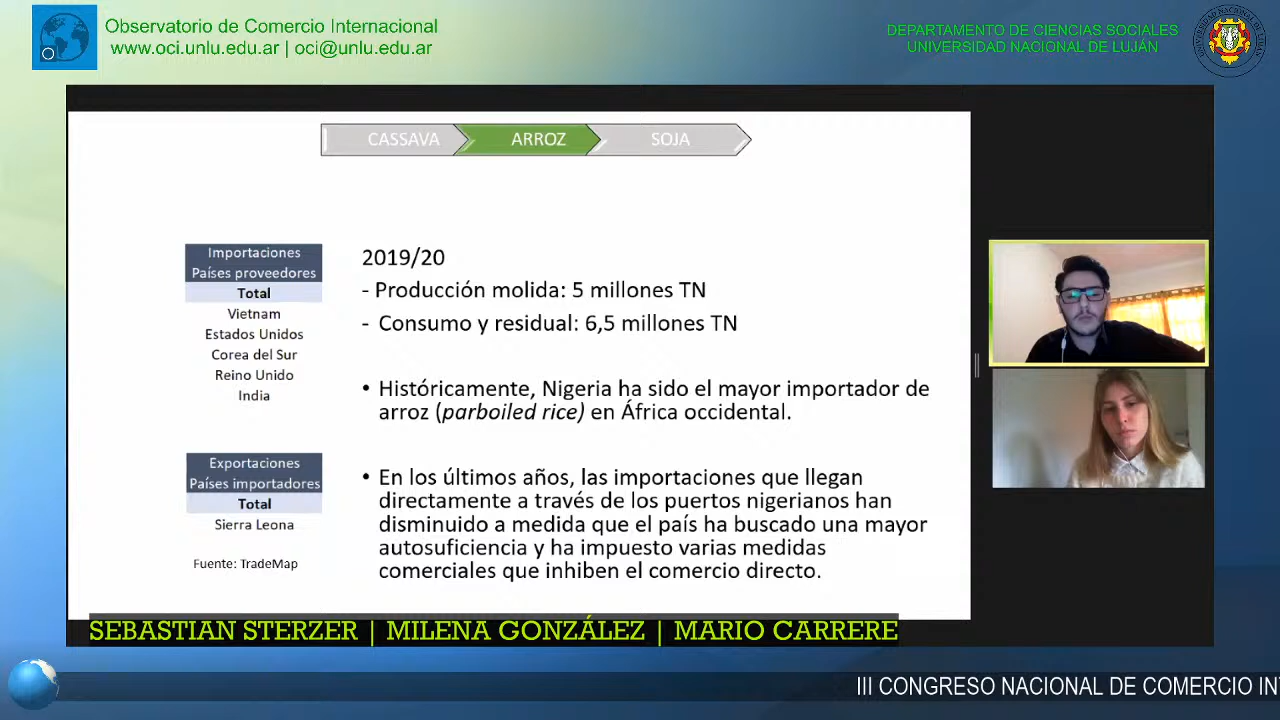 Observatorio de Comercio Internacional
www.oci.unlu.edu.ar | oci@unlu.edu.ar
DEPARTAMENTO DE CIENCIAS SOCIALES
UNIVERSIDAD NACIONAL DE LUJÁN
CASSAVA
ARROZ
SOJA
Importaciones
Países proveedores
Total
Vietnam
Estados Unidos
Corea del Sur
Reino Unido
India
Exportaciones
Países importadores
Total
Sierra Leona
Fuente: TradeMap
2019/20
- Producción molida: 5 millones TN
- Consumo y residual: 6,5 millones TN
• Históricamente, Nigeria ha sido el mayor importador de
arroz (parboiled rice) en África occidental.
• En los últimos años, las importaciones que llegan
directamente a través de los puertos nigerianos han
disminuido a medida que el país ha buscado una mayor
autosuficiencia y ha impuesto varias medidas
comerciales que inhiben el comercio directo.
SEBASTIAN STERZER | MILENA GONZÁLEZ | MARIO CARRERE
III CONGRESO NACIONAL DE COMERCIO